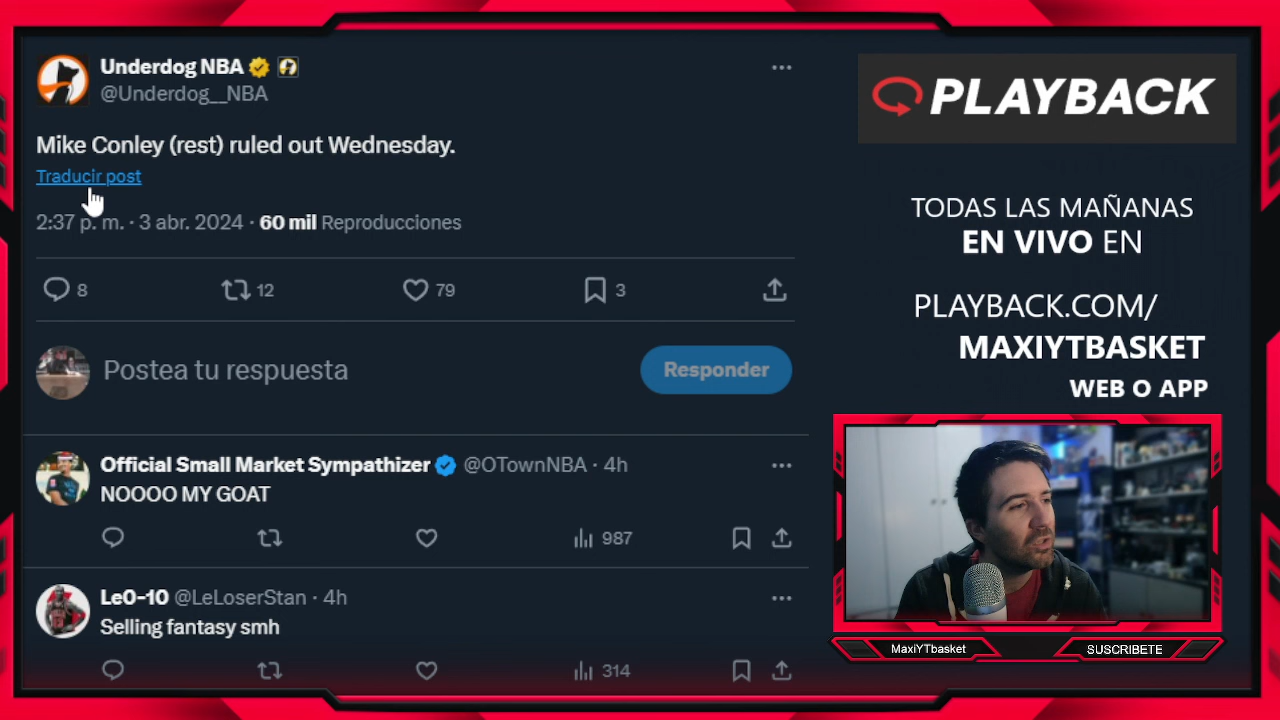 Underdog NBA
@Underdog__NBA
Mike Conley (rest) ruled out Wednesday.
Traducir post
2:37 p. m. · 3 abr. 2024 · 60 mil Reproducciones
8 12 79 3
Postea tu respuesta
Responder
Official Small Market Sympathizer @OTownNBA · 4h
NOOOO MY GOAT
987
Le0-10 @LeLoserStan · 4h
Selling fantasy smh
314
PLAYBACK
TODAS LAS MAÑANAS
EN VIVO EN
PLAYBACK.COM/
MAXIYTBASKET
WEB O APP
MaxiYTbasket
SUSCRIBETE